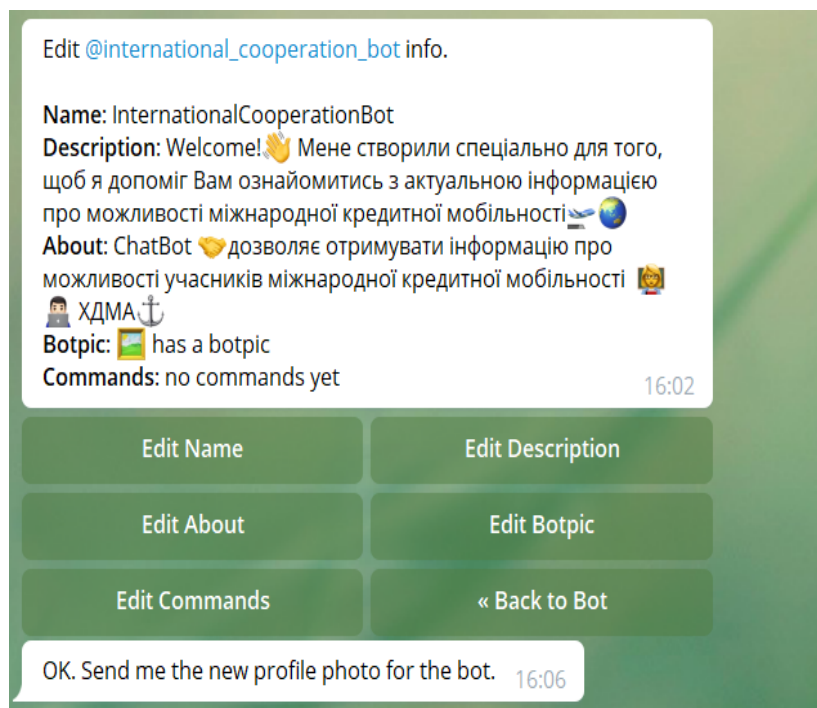 Edit @international_cooperation_bot info.
Name: InternationalCooperationBot
Description: Welcome!👋 Мене створили спеціально для того,
щоб я допоміг Вам ознайомитись з актуальною інформацією
про можливості міжнародної кредитної мобільності🛫🌏
About: ChatBot 🤝дозволяє отримувати інформацію про
можливості учасників міжнародної кредитної мобільності 👩‍🏫
👨🏻‍💻 ХДМА⚓
Botpic: 🖼 has a botpic
Commands: no commands yet
16:02
Edit Name
Edit Description
Edit About
Edit Botpic
Edit Commands
« Back to Bot
OK. Send me the new profile photo for the bot. 16:06